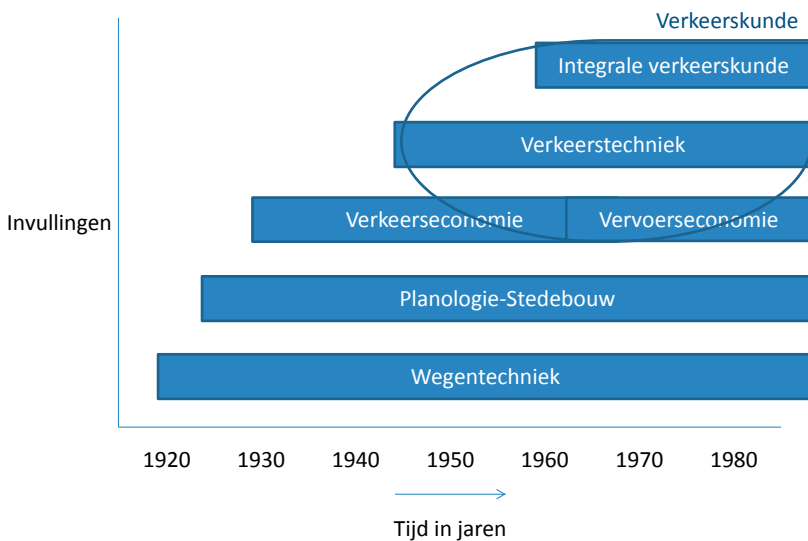 Verkeerskunde
Integrale verkeerskunde
Verkeerstechniek
Invullingen
Verkeerseconomie
Vervoerseconomie
Planologie-Stedebouw
Wegentechniek
1920 1930 1940 1950 1960 1970 1980
Tijd in jaren